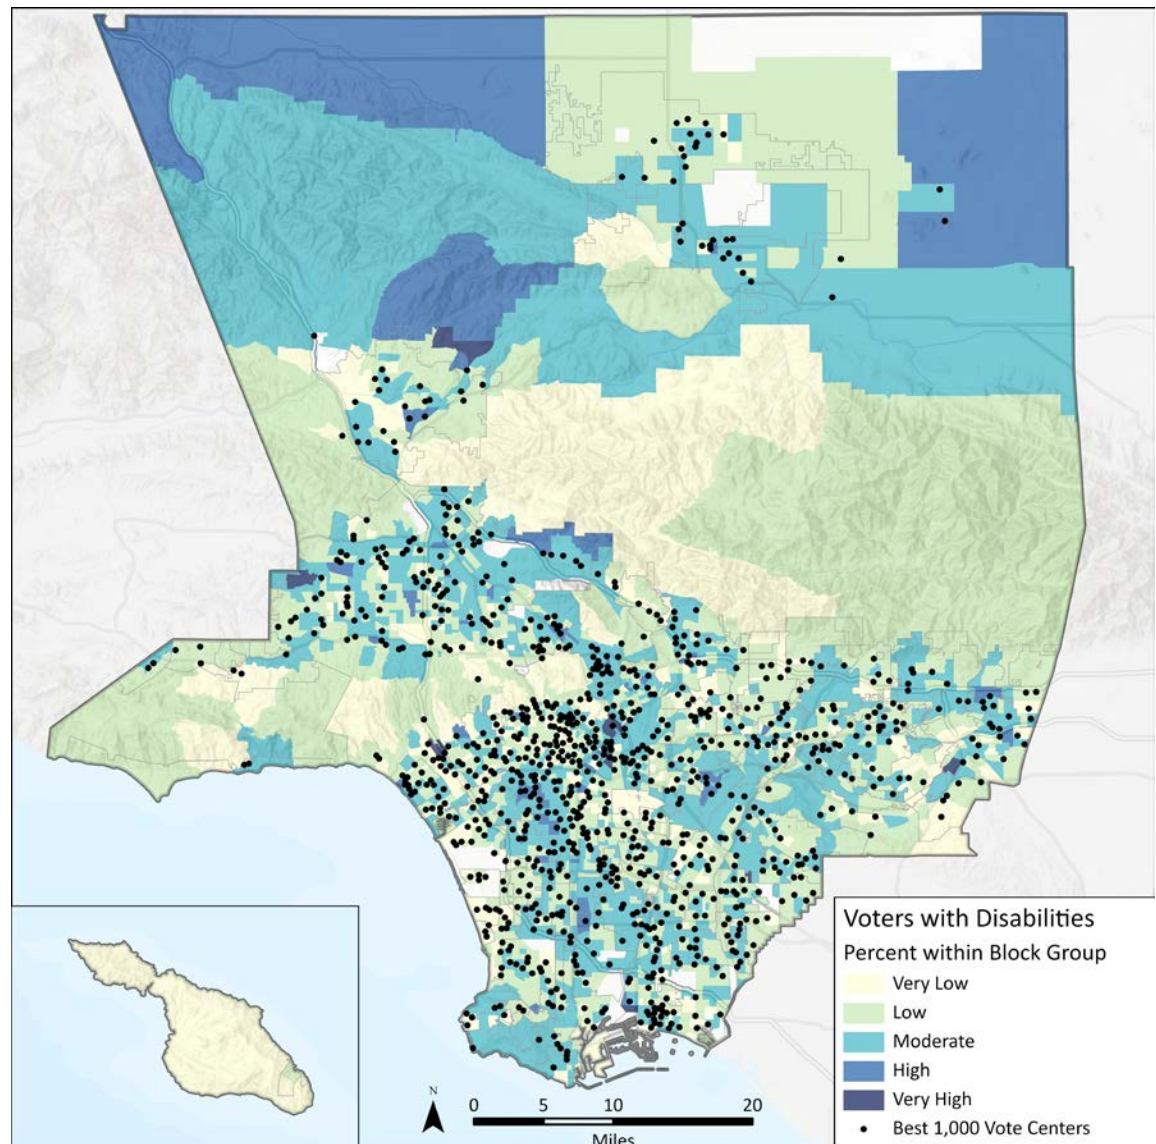 Voters with Disabilities
Percent within Block Group
Very Low
Low
Moderate
High
Very High
Best 1,000 Vote Centers
N
0 5 10 20
Miles